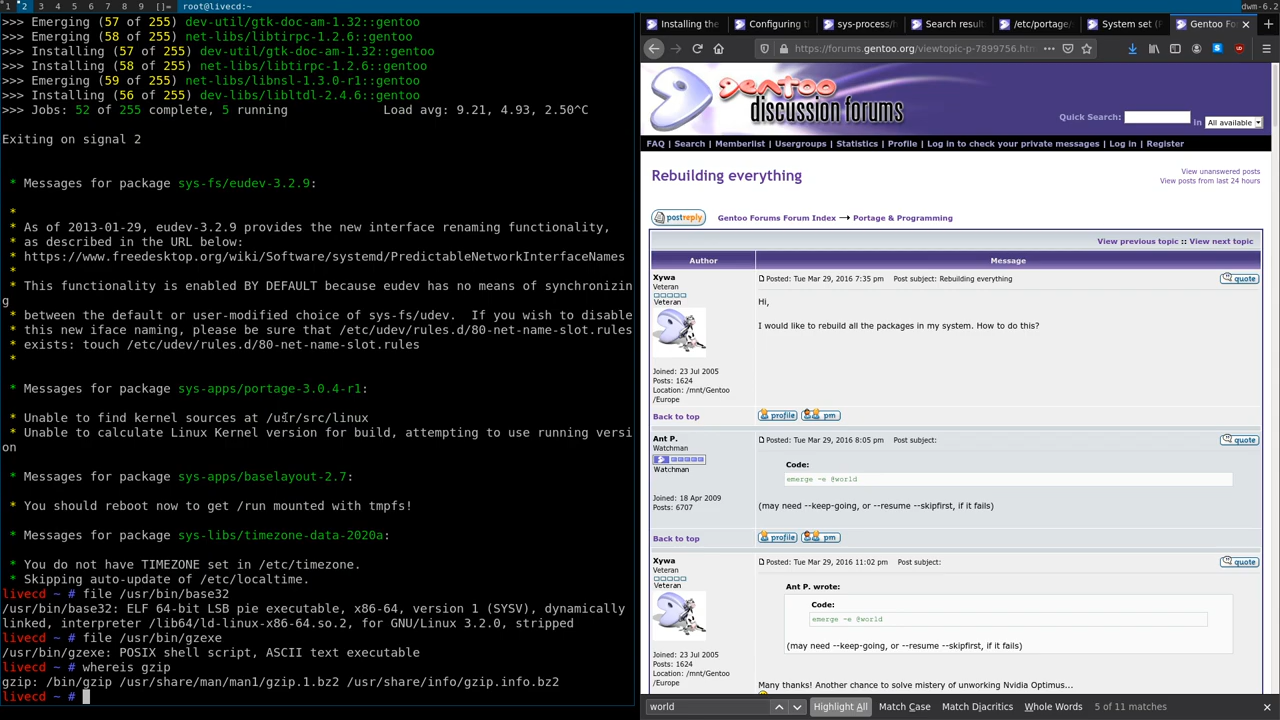 1 2 3 4 5 6 7 8 9 []= root@livecd:~ dwm-6.2
>>> Emerging (57 of 255) dev-util/gtk-doc-am-1.32::gentoo
>>> Emerging (58 of 255) net-libs/libtirpc-1.2.6::gentoo
>>> Installing (57 of 255) dev-util/gtk-doc-am-1.32::gentoo
>>> Installing (58 of 255) net-libs/libtirpc-1.2.6::gentoo
>>> Emerging (59 of 255) net-libs/libnsl-1.3.0-r1::gentoo
>>> Installing (56 of 255) dev-libs/libltdl-2.4.6::gentoo
>>> Jobs: 52 of 255 complete, 5 running Load avg: 9.21, 4.93, 2.50^C
Exiting on signal 2
* Messages for package sys-fs/eudev-3.2.9:
*
* As of 2013-01-29, eudev-3.2.9 provides the new interface renaming functionality,
* as described in the URL below:
* https://www.freedesktop.org/wiki/Software/systemd/PredictableNetworkInterfaceNames
*
* This functionality is enabled BY DEFAULT because eudev has no means of synchronizin
g
* between the default or user-modified choice of sys-fs/udev. If you wish to disable
* this new iface naming, please be sure that /etc/udev/rules.d/80-net-name-slot.rules
* exists: touch /etc/udev/rules.d/80-net-name-slot.rules
*
* Messages for package sys-apps/portage-3.0.4-r1:
* Unable to find kernel sources at /usr/src/linux
* Unable to calculate Linux Kernel version for build, attempting to use running versi
on
* Messages for package sys-apps/baselayout-2.7:
* You should reboot now to get /run mounted with tmpfs!
* Messages for package sys-libs/timezone-data-2020a:
* You do not have TIMEZONE set in /etc/timezone.
* Skipping auto-update of /etc/localtime.
livecd ~ # file /usr/bin/base32
/usr/bin/base32: ELF 64-bit LSB pie executable, x86-64, version 1 (SYSV), dynamically
linked, interpreter /lib64/ld-linux-x86-64.so.2, for GNU/Linux 3.2.0, stripped
livecd ~ # file /usr/bin/gzexe
/usr/bin/gzexe: POSIX shell script, ASCII text executable
livecd ~ # whereis gzip
gzip: /bin/gzip /usr/share/man/man1/gzip.1.bz2 /usr/share/info/gzip.info.bz2
livecd ~ #
Installing the Configuring t sys-process/h Search result /etc/portage/ System set (P Gentoo Fo
https://forums.gentoo.org/viewtopic-p-7899756.htm
gentoo
discussion forums
Quick Search: in All available
FAQ | Search | Memberlist | Usergroups | Statistics | Profile | Log in to check your private messages | Log in | Register
Rebuilding everything
View unanswered posts
View posts from last 24 hours
postreply Gentoo Forums Forum Index Portage & Programming
View previous topic :: View next topic
Author Message
Xywa
Veteran
Veteran
Joined: 23 Jul 2005
Posts: 1624
Location: /mnt/Gentoo
/Europe
Posted: Tue Mar 29, 2016 7:35 pm Post subject: Rebuilding everything
quote
Hi,
I would like to rebuild all the packages in my system. How to do this?
Back to top profile pm
Ant P.
Watchman
Watchman
Joined: 18 Apr 2009
Posts: 6707
Posted: Tue Mar 29, 2016 8:05 pm Post subject:
quote
Code:
emerge -e @world
(may need --keep-going, or --resume --skipfirst, if it fails)
Back to top profile pm
Xywa
Veteran
Veteran
Joined: 23 Jul 2005
Posts: 1624
Location: /mnt/Gentoo
/Europe
Posted: Tue Mar 29, 2016 11:02 pm Post subject:
quote
Ant P. wrote:
Code:
emerge -e @world
(may need --keep-going, or --resume --skipfirst, if it fails)
Many thanks! Another chance to solve mistery of unworking Nvidia Optimus...
world Highlight All Match Case Match Diacritics Whole Words 5 of 11 matches